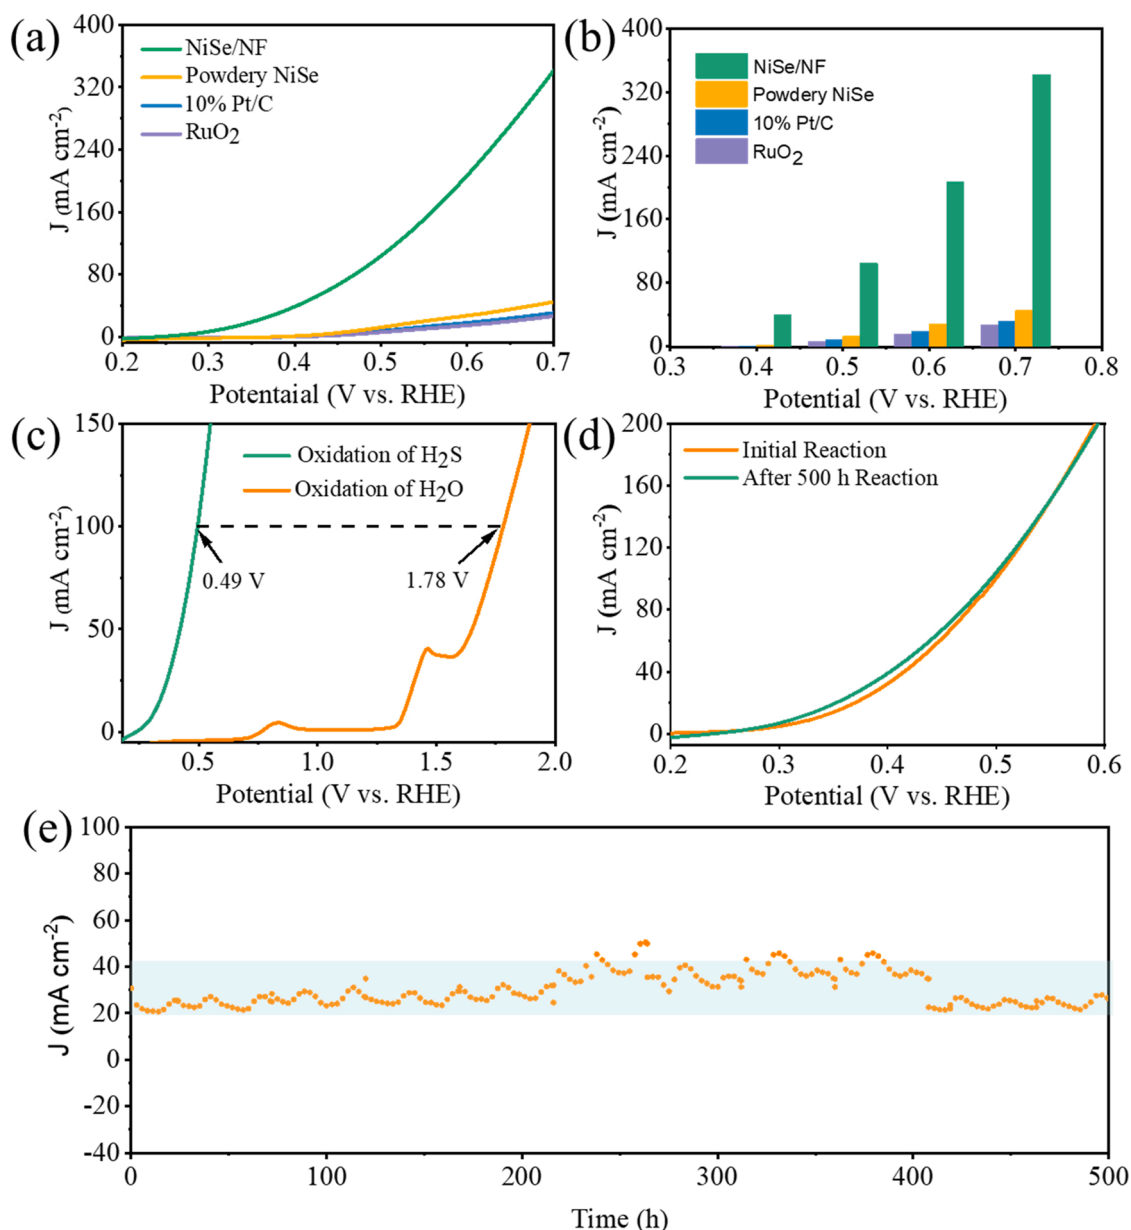 (a)
400
320
240
160
80
0
J (mA cm-2)
NiSe/NF
Powdery NiSe
10% Pt/C
RuO2
0.2 0.3 0.4 0.5 0.6 0.7
Potentaial (V vs. RHE)
(b)
400
320
240
160
80
0
J (mA cm-2)
NiSe/NF
Powdery NiSe
10% Pt/C
RuO2
0.3 0.4 0.5 0.6 0.7 0.8
Potential (V vs. RHE)
(c)
150
100
50
0
J (mA cm-2)
Oxidation of H2S
Oxidation of H2O
0.49 V
1.78 V
0.5 1.0 1.5 2.0
Potential (V vs. RHE)
(d)
200
160
120
80
40
0
J (mA cm-2)
Initial Reaction
After 500 h Reaction
0.2 0.3 0.4 0.5 0.6
Potential (V vs. RHE)
(e)
100
80
60
40
20
0
-20
-40
J (mA cm-2)
0 100 200 300 400 500
Time (h)